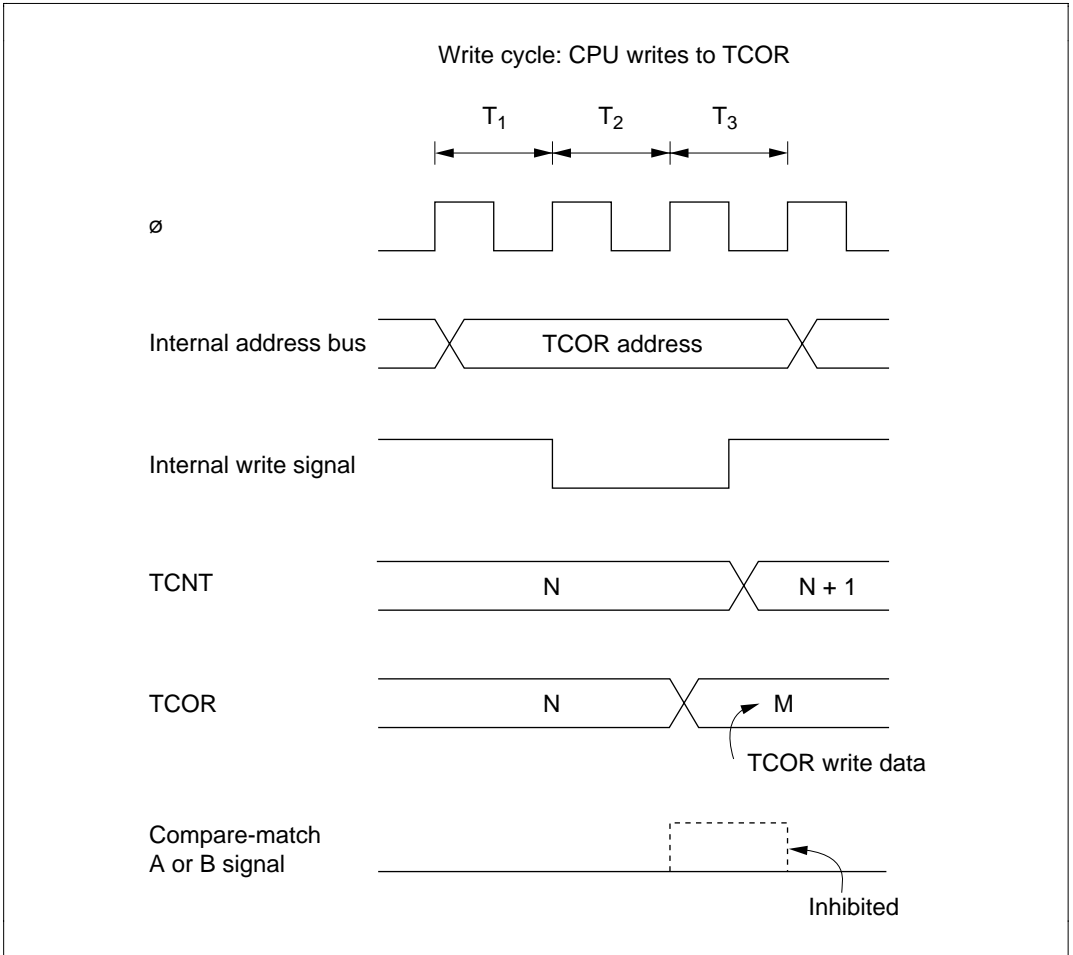 Write cycle: CPU writes to TCOR
T1 T2 T3
ø
Internal address bus TCOR address
Internal write signal
TCNT N N + 1
TCOR N M
TCOR write data
Compare-match
A or B signal
Inhibited